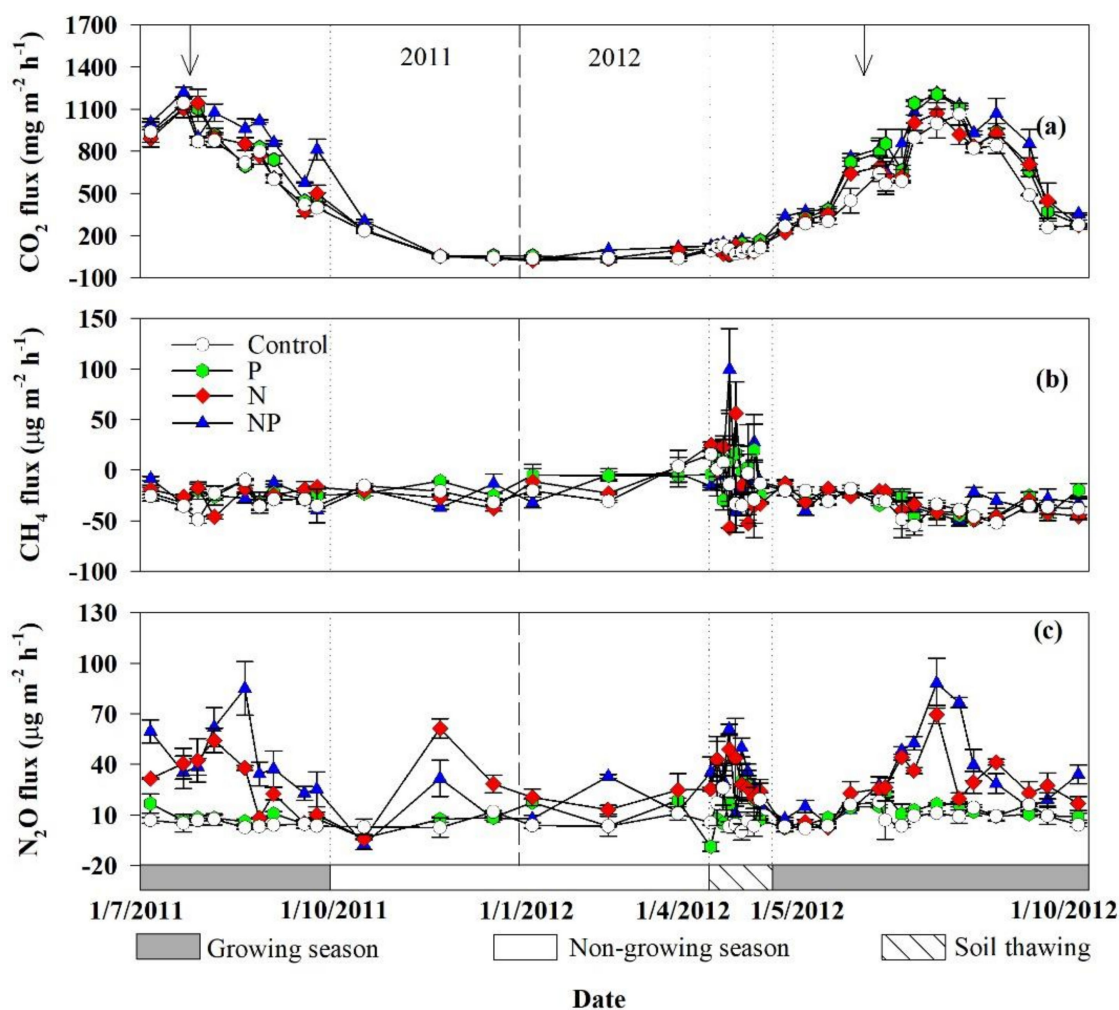 1700
1400
1100
800
500
200
-100
CO2 flux (mg m-2 h-1)
2011
2012
(a)
150
100
50
0
-50
-100
CH4 flux (µg m-2 h-1)
Control
P
N
NP
(b)
130
100
70
40
10
-20
N2O flux (µg m-2 h-1)
(c)
1/7/2011 1/10/2011 1/1/2012 1/4/2012 1/5/2012 1/10/2012
Growing season Non-growing season Soil thawing
Date